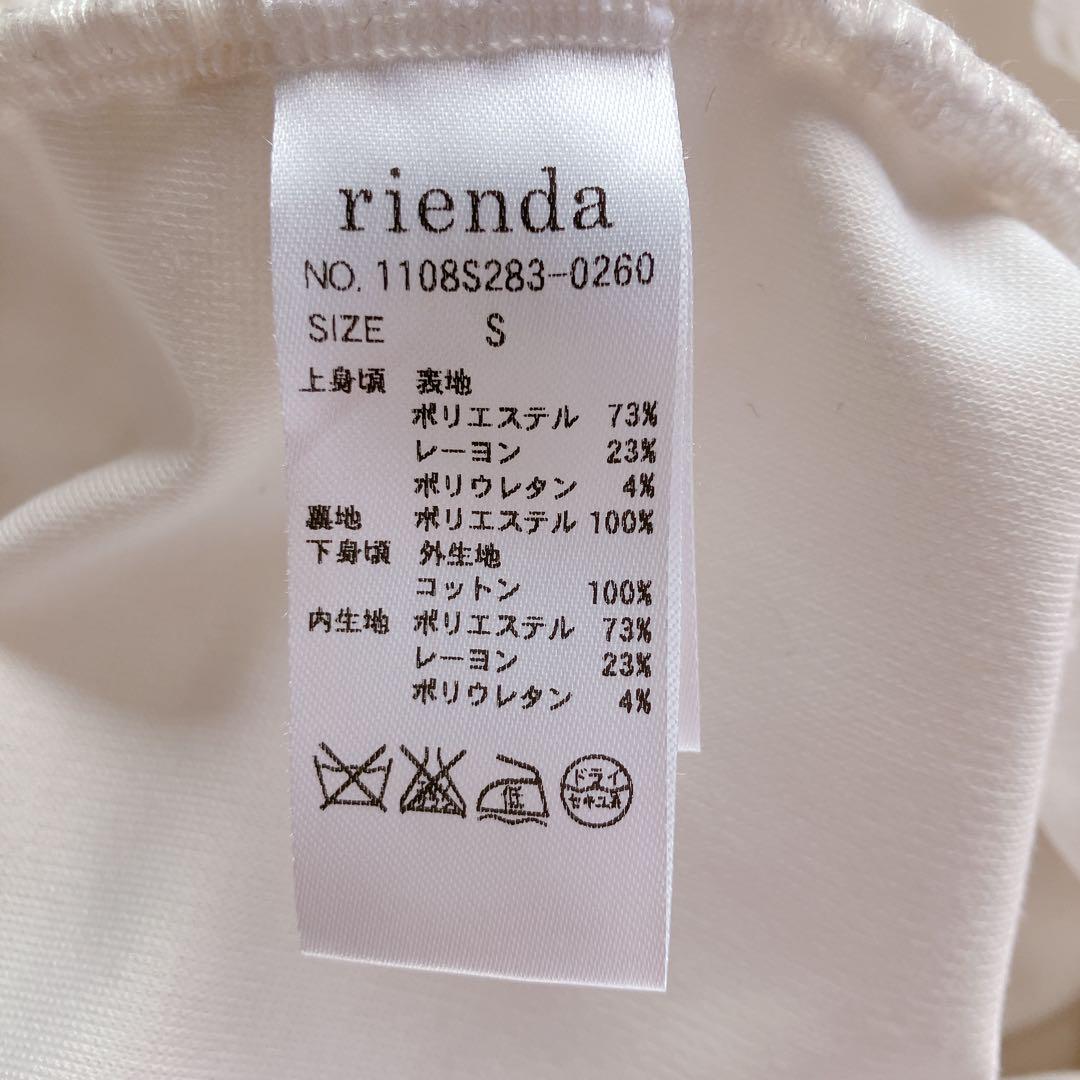 rienda
NO. 1108S283-0260
SIZE S
上身頃 表地
ポリエステル 73%
レーヨン 23%
ポリウレタン 4%
裏地 ポリエステル 100%
下身頃 外生地
コットン 100%
内生地 ポリエステル 73%
レーヨン 23%
ポリウレタン 4%
低 ドライ
セキユ系